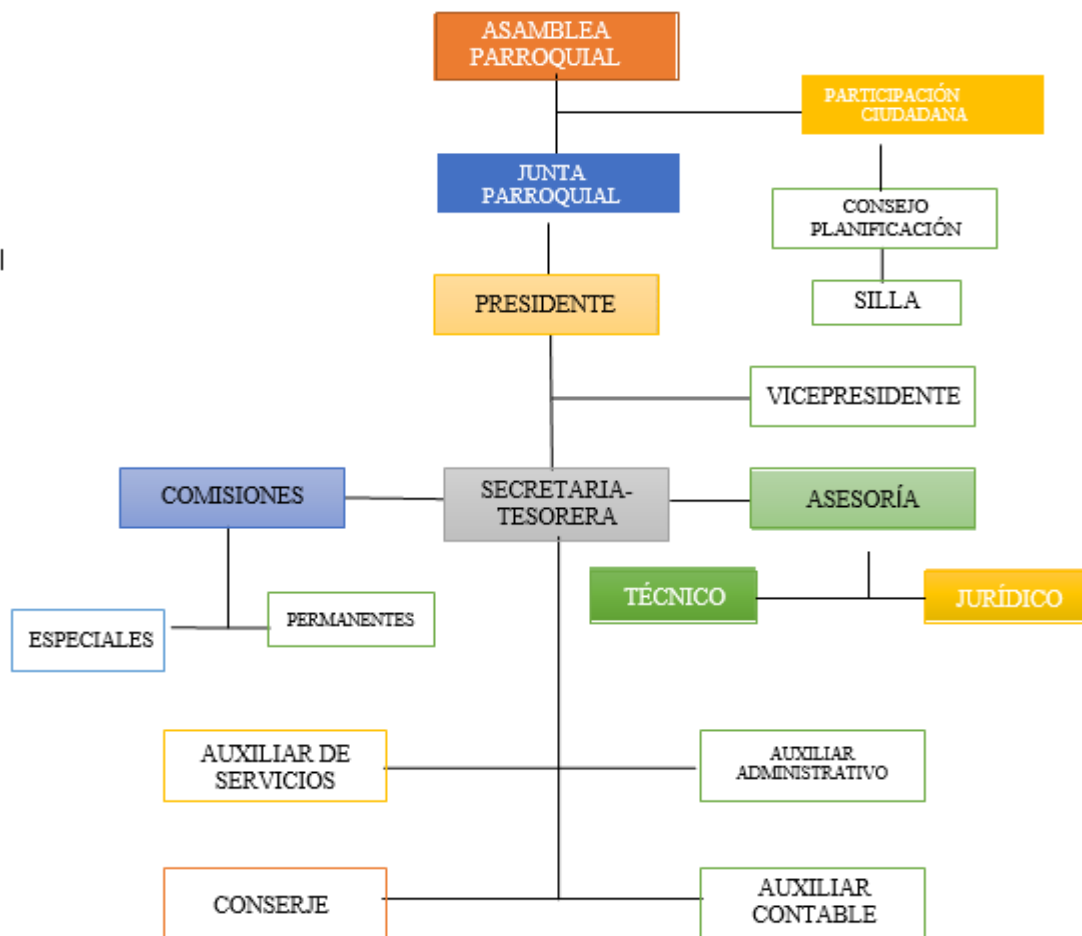 ASAMBLEA
PARROQUIAL
PARTICIPACIÓN
CIUDADANA
JUNTA
PARROQUIAL
CONSEJO
PLANIFICACIÓN
SILLA
PRESIDENTE
VICEPRESIDENTE
COMISIONES
SECRETARIA-
TESORERA
ASESORÍA
TÉCNICO
JURÍDICO
ESPECIALES
PERMANENTES
AUXILIAR DE
SERVICIOS
AUXILIAR
ADMINISTRATIVO
CONSERJE
AUXILIAR
CONTABLE